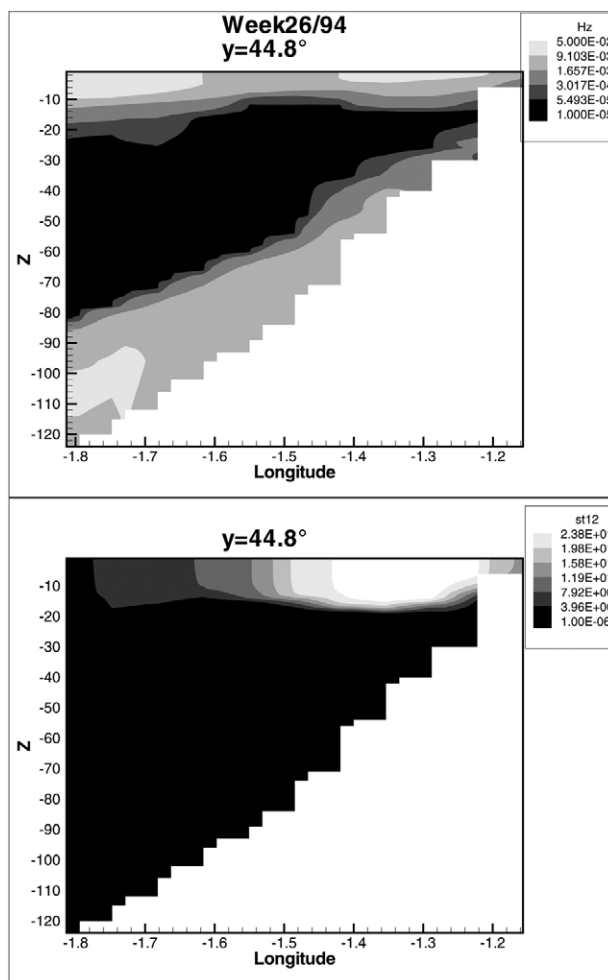 Week26/94
y=44.8°
Hz
5.000E-02
9.103E-03
1.657E-03
3.017E-04
5.493E-05
1.000E-05
-10
-20
-30
-40
-50
-60
-70
-80
-90
-100
-110
-120
Z
-1.8 -1.7 -1.6 -1.5 -1.4 -1.3 -1.2
Longitude
y=44.8°
st12
2.38E+01
1.98E+01
1.58E+01
1.19E+01
7.92E+00
3.96E+00
1.00E-06
-10
-20
-30
-40
-50
-60
-70
-80
-90
-100
-110
-120
Z
-1.8 -1.7 -1.6 -1.5 -1.4 -1.3 -1.2
Longitude